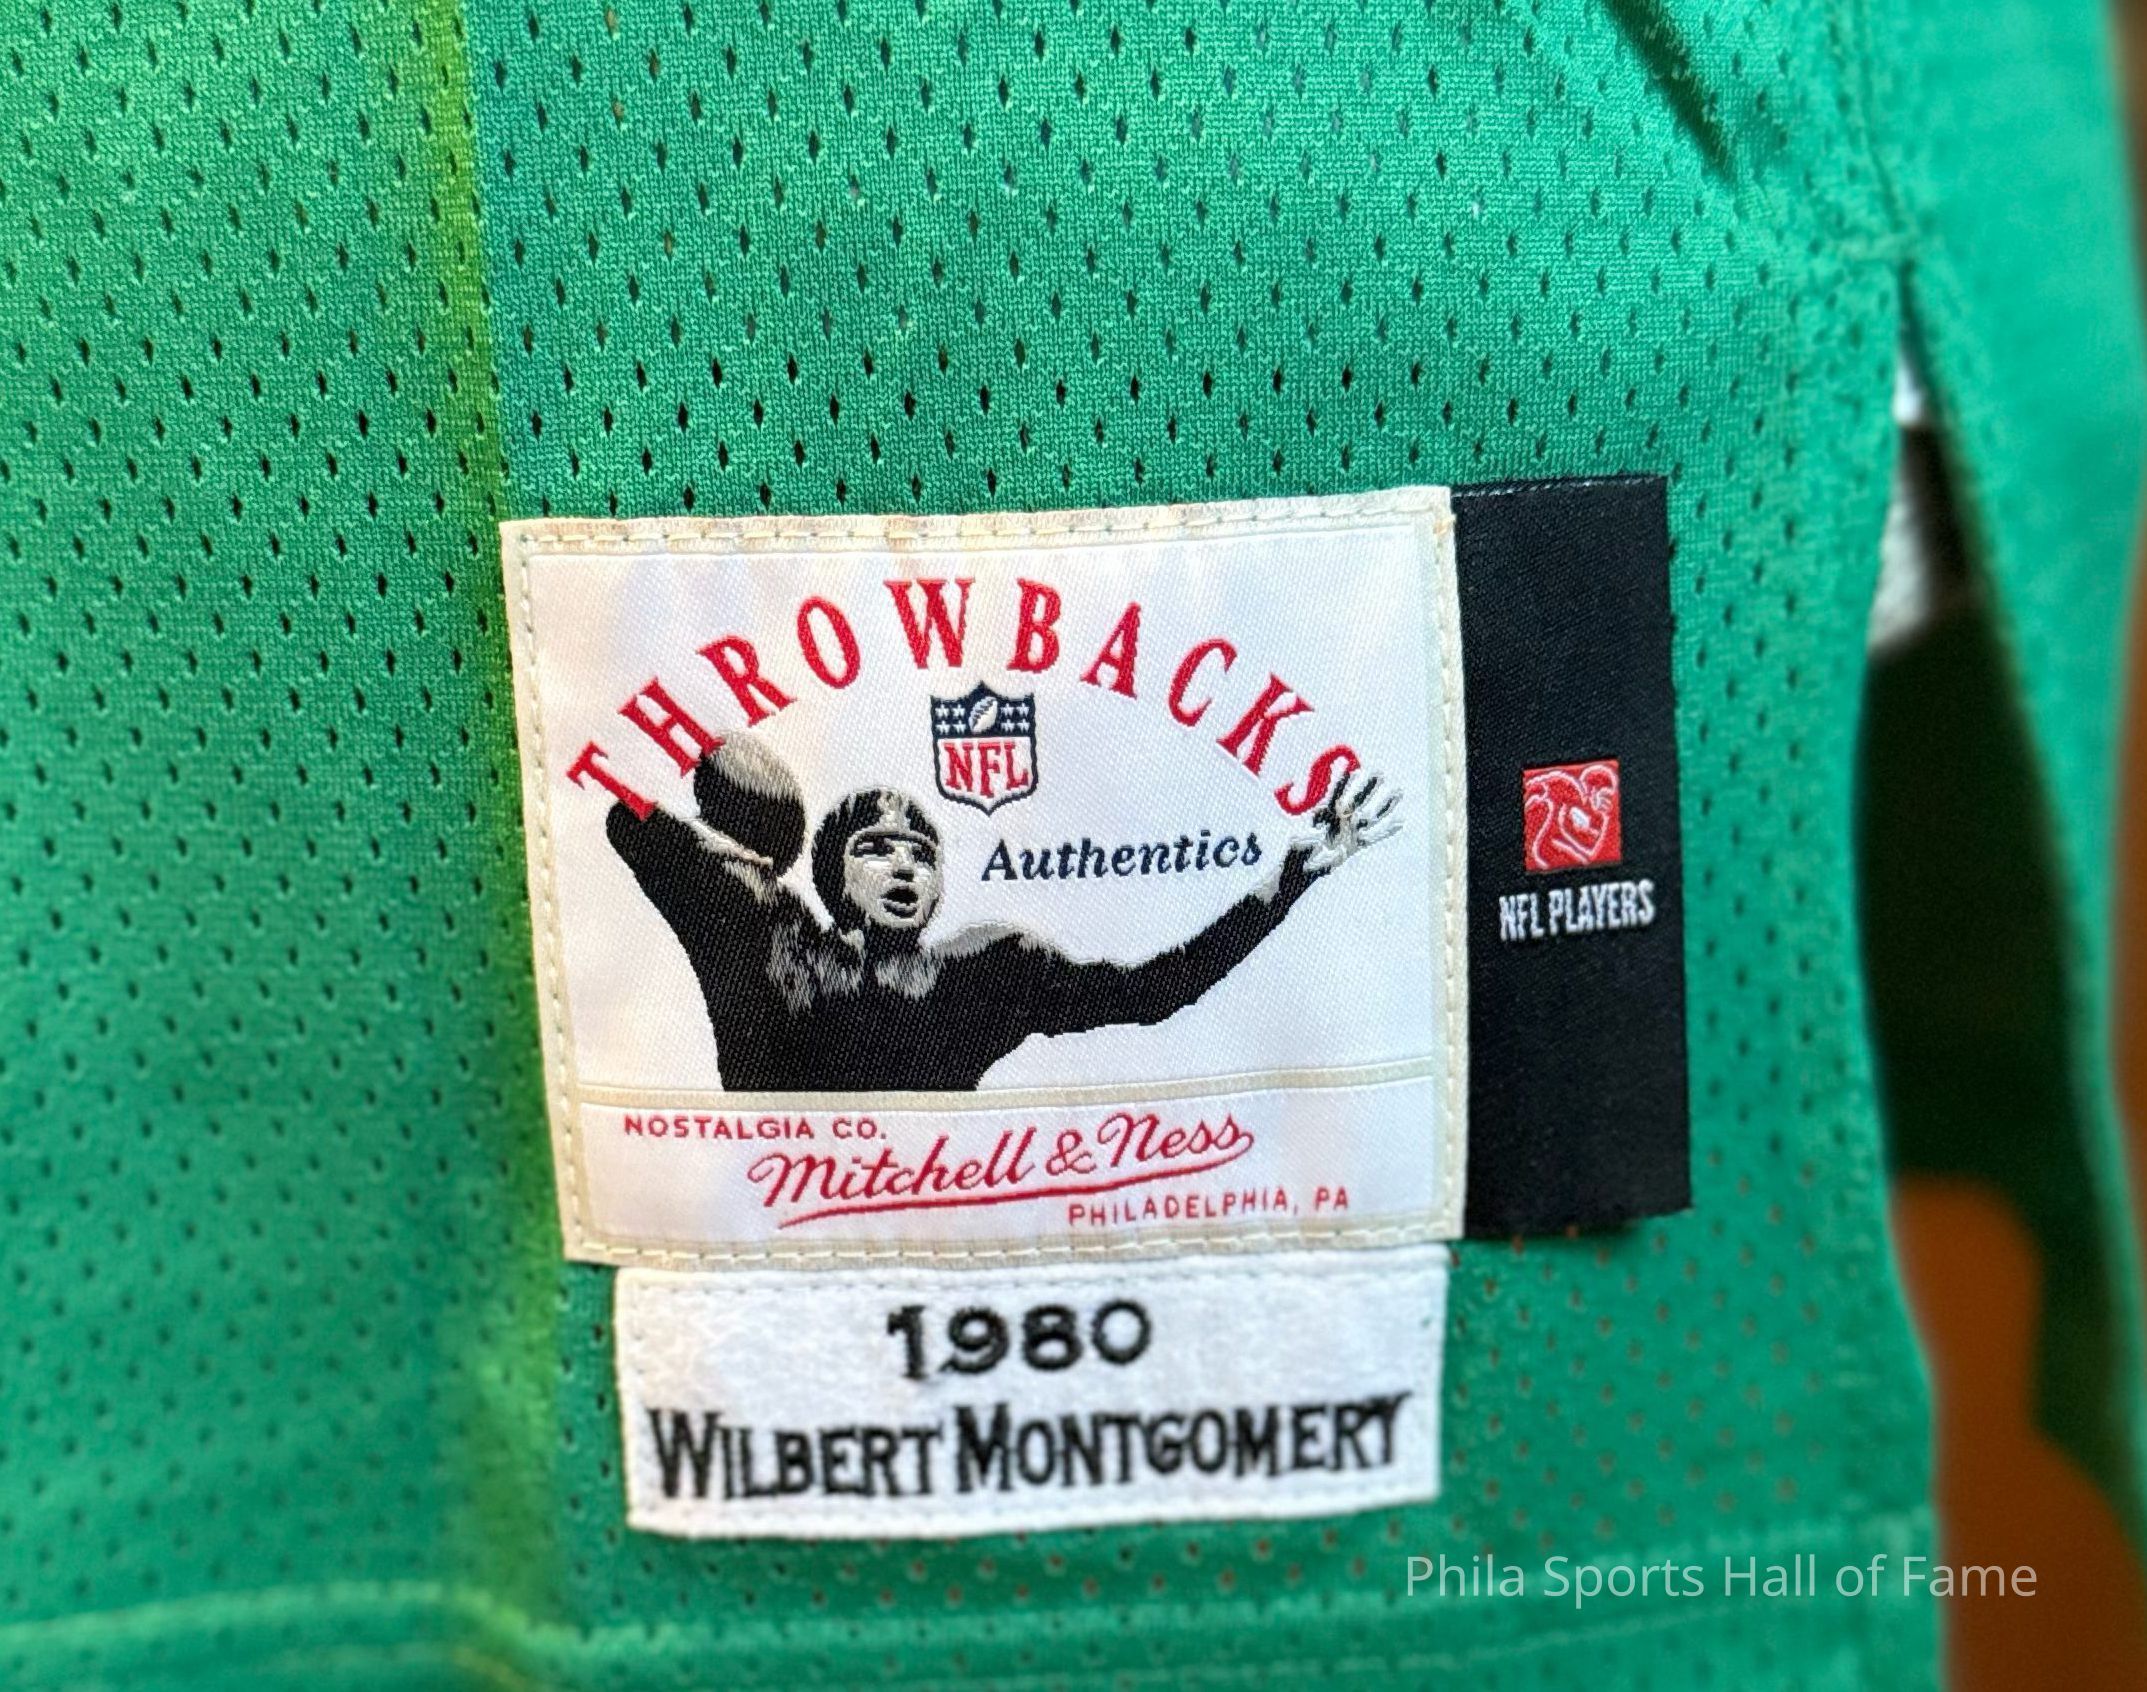 THROWBACKS
NFL
Authentics
NFL PLAYERS
NOSTALGIA CO.
Mitchell & Ness
PHILADELPHIA, PA
1980
WILBERT MONTGOMERY
Phila Sports Hall of Fame